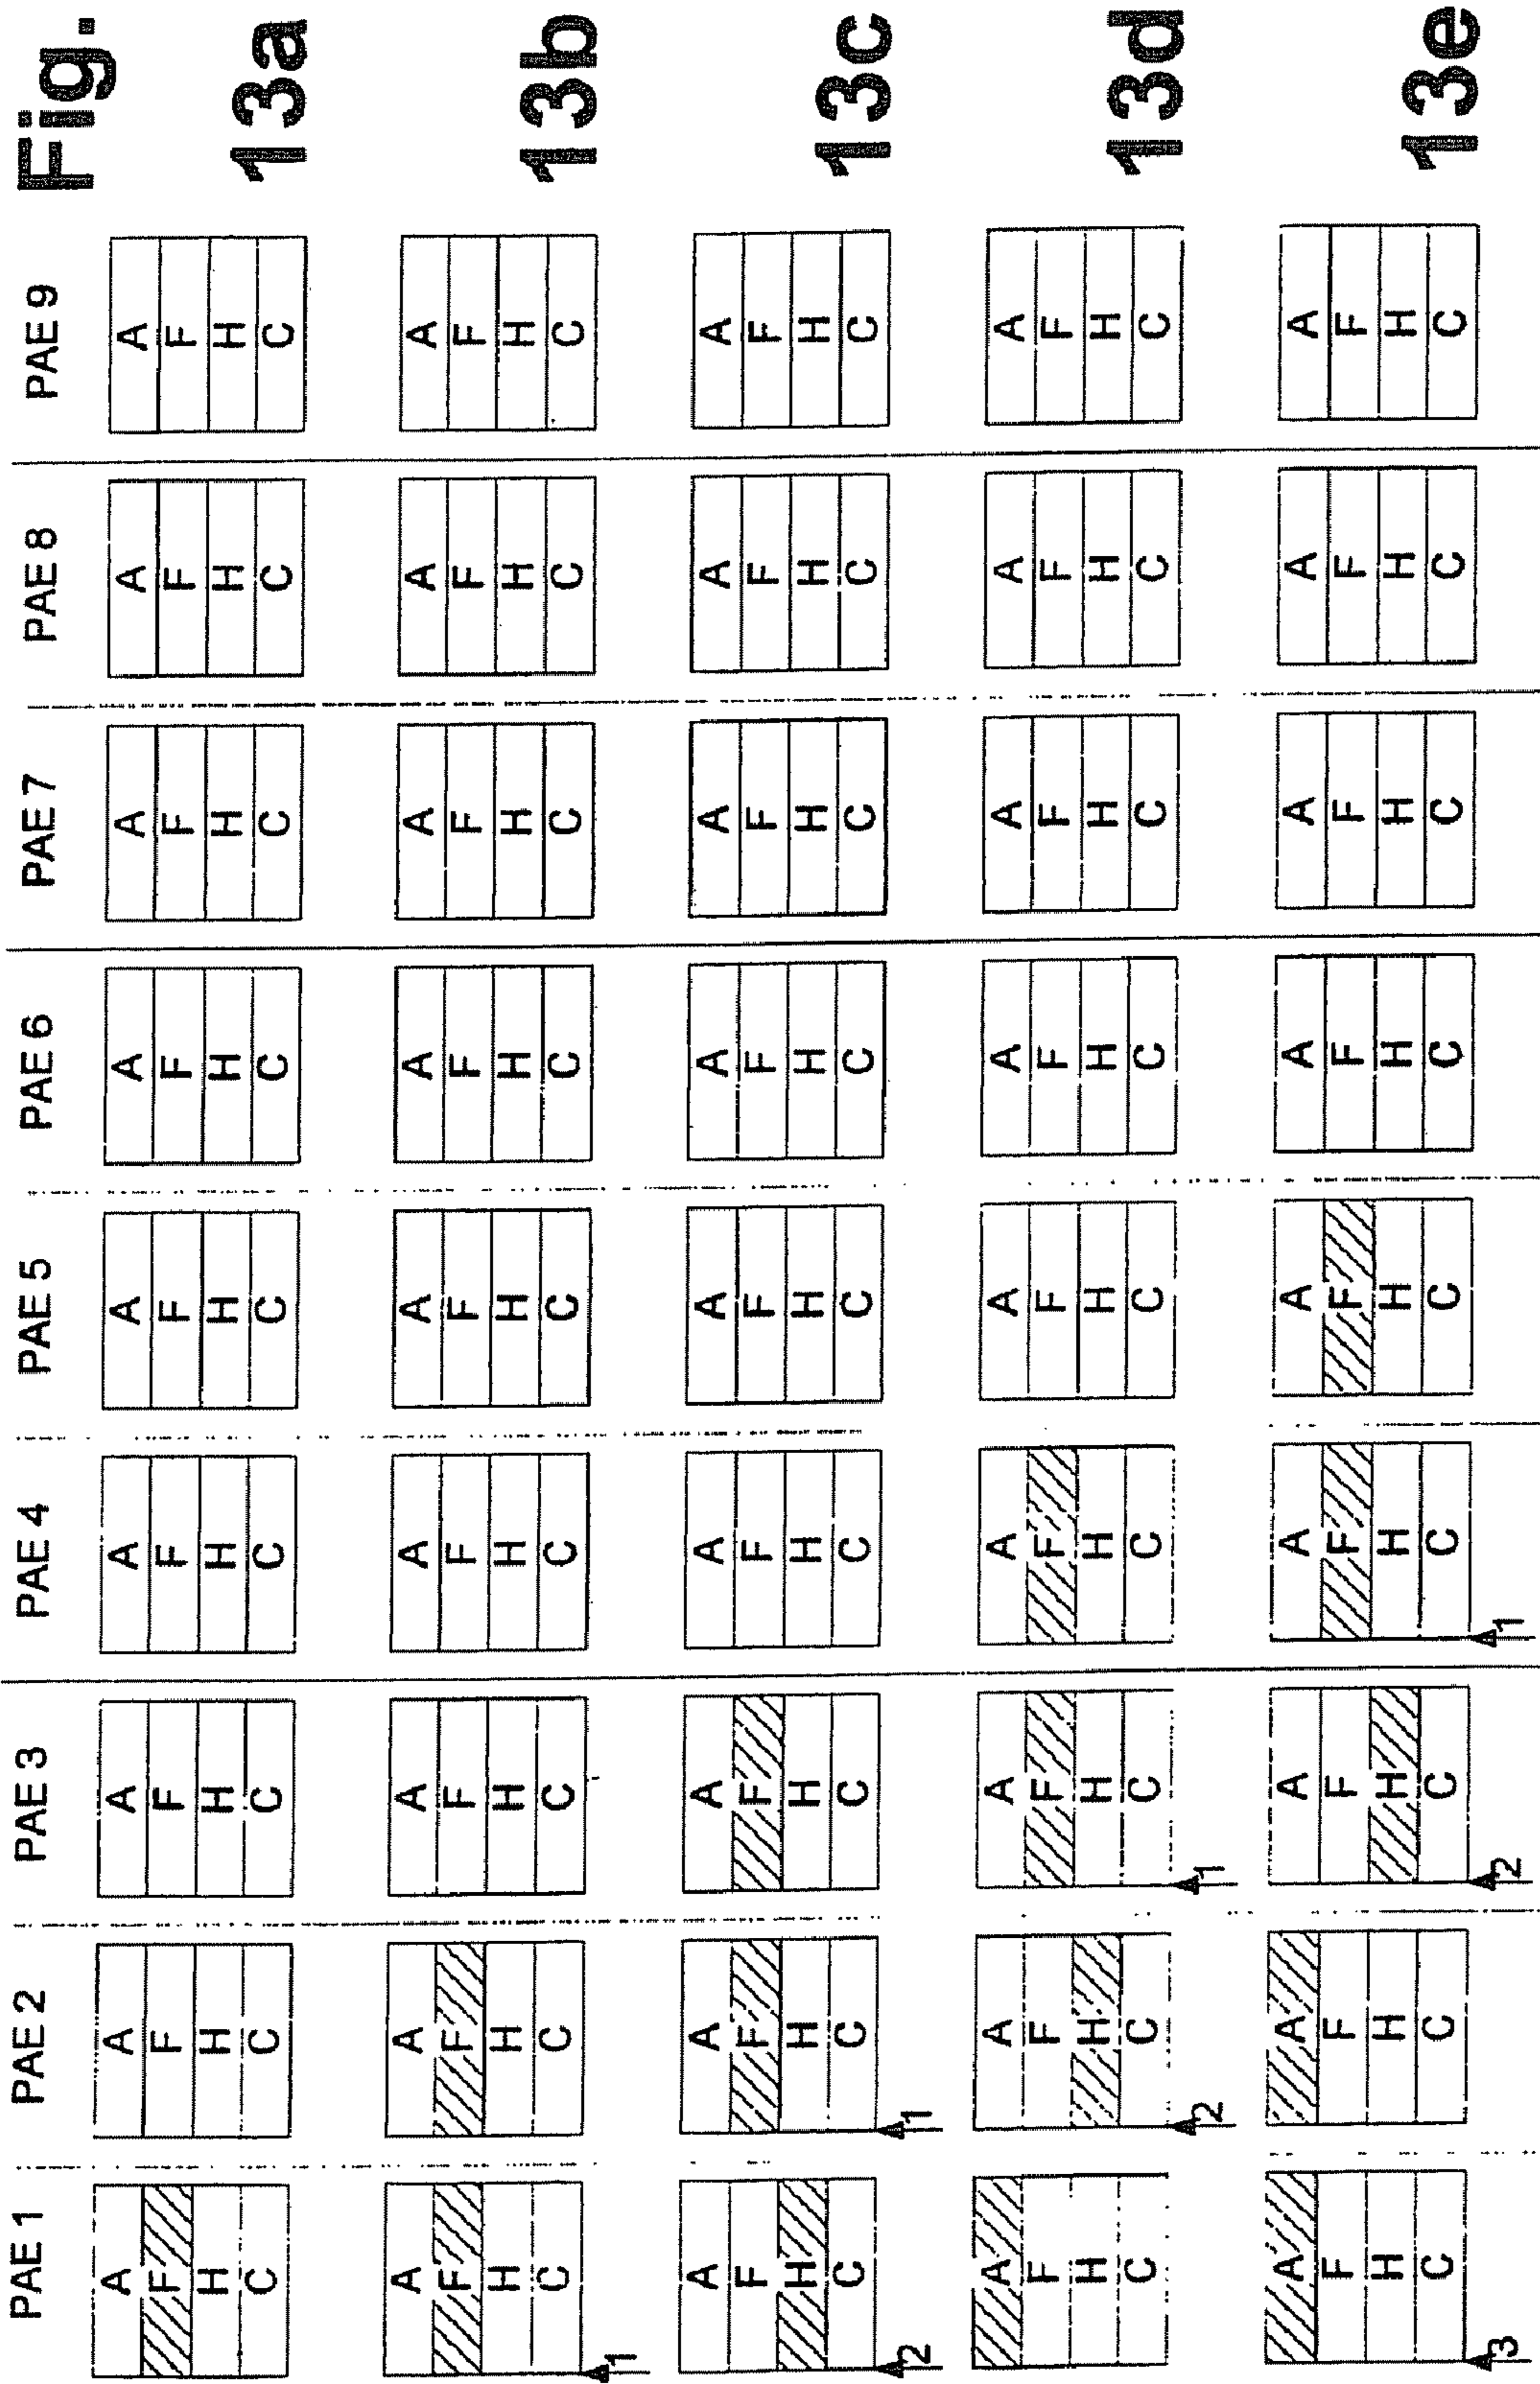 PAE 1 PAE 2 PAE 3 PAE 4 PAE 5 PAE 6 PAE 7 PAE 8 PAE 9 Fig.
A A A A A A A A A
F F F F F F F F F
H H H H H H H H H
C C C C C C C C C 13a
A A A A A A A A A
F F F F F F F F F
H H H H H H H H H
C C C C C C C C C 13b
1
A A A A A A A A A
F F F F F F F F F
H H H H H H H H H
C C C C C C C C C 13c
2 1
A A A A A A A A A
F F F F F F F F F
H H H H H H H H H
C C C C C C C C C 13d
2 1
A A A A A A A A A
F F F F F F F F F
H H H H H H H H H
C C C C C C C C C 13e
3 2 1